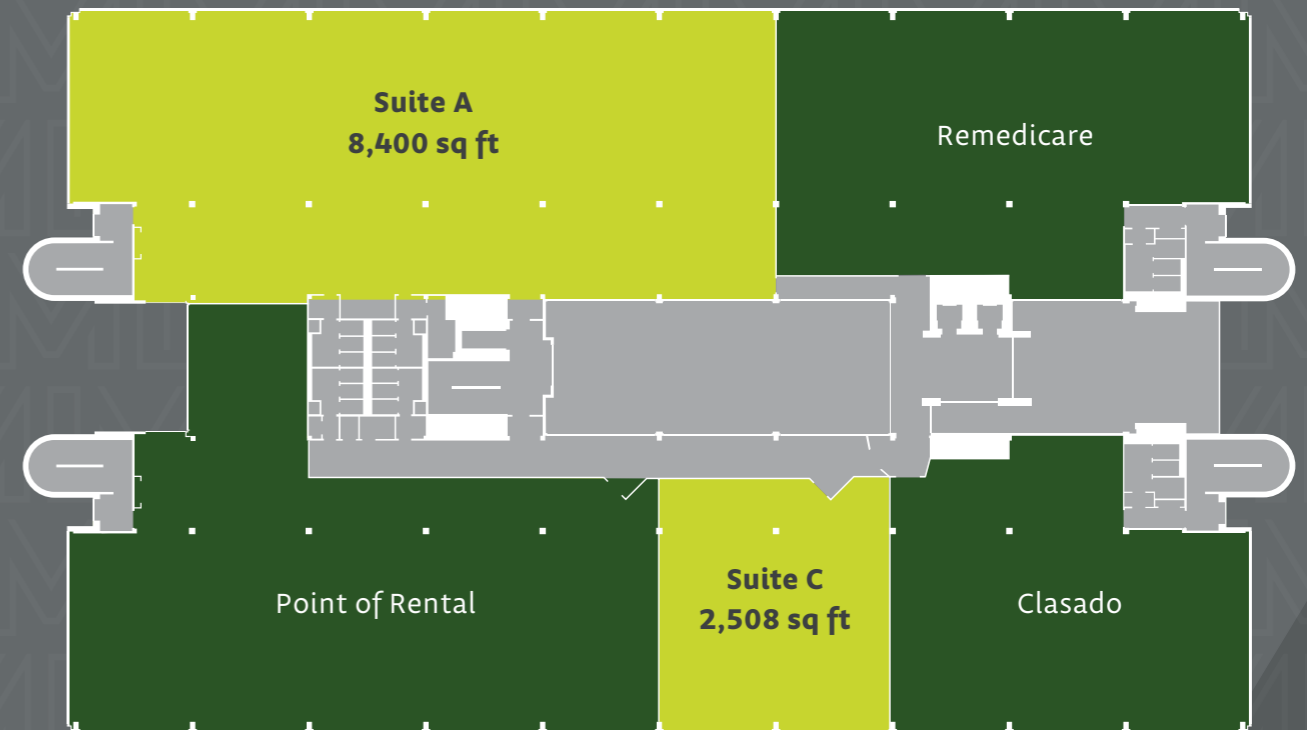 Suite A
8,400 sq ft
Remedicare
Point of Rental
Suite C
2,508 sq ft
Clasado